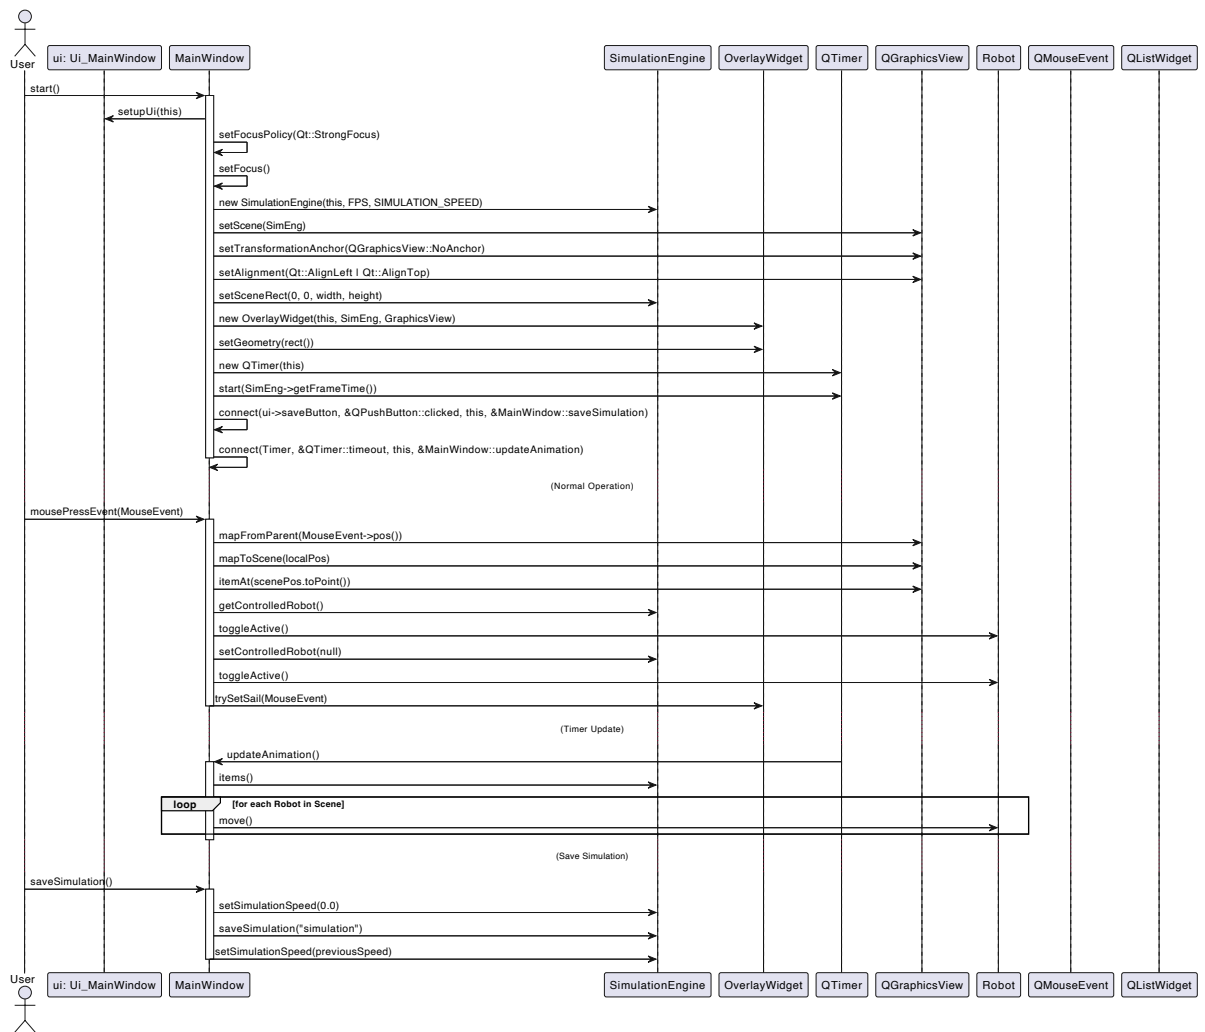 User
ui: Ui_MainWindow
MainWindow
SimulationEngine
OverlayWidget
QTimer
QGraphicsView
Robot
QMouseEvent
QListWidget
start()
setupUi(this)
setFocusPolicy(Qt::StrongFocus)
setFocus()
new SimulationEngine(this, FPS, SIMULATION_SPEED)
setScene(SimEng)
setTransformationAnchor(QGraphicsView::NoAnchor)
setAlignment(Qt::AlignLeft | Qt::AlignTop)
setSceneRect(0, 0, width, height)
new OverlayWidget(this, SimEng, GraphicsView)
setGeometry(rect())
new QTimer(this)
start(SimEng->getFrameTime())
connect(ui->saveButton, &QPushButton::clicked, this, &MainWindow::saveSimulation)
connect(Timer, &QTimer::timeout, this, &MainWindow::updateAnimation)
(Normal Operation)
mousePressEvent(MouseEvent)
mapFromParent(MouseEvent->pos())
mapToScene(localPos)
itemAt(scenePos.toPoint())
getControlledRobot()
toggleActive()
setControlledRobot(null)
toggleActive()
trySetSail(MouseEvent)
(Timer Update)
updateAnimation()
items()
loop [for each Robot in Scene]
move()
(Save Simulation)
saveSimulation()
setSimulationSpeed(0.0)
saveSimulation("simulation")
setSimulationSpeed(previousSpeed)
User
ui: Ui_MainWindow
MainWindow
SimulationEngine
OverlayWidget
QTimer
QGraphicsView
Robot
QMouseEvent
QListWidget